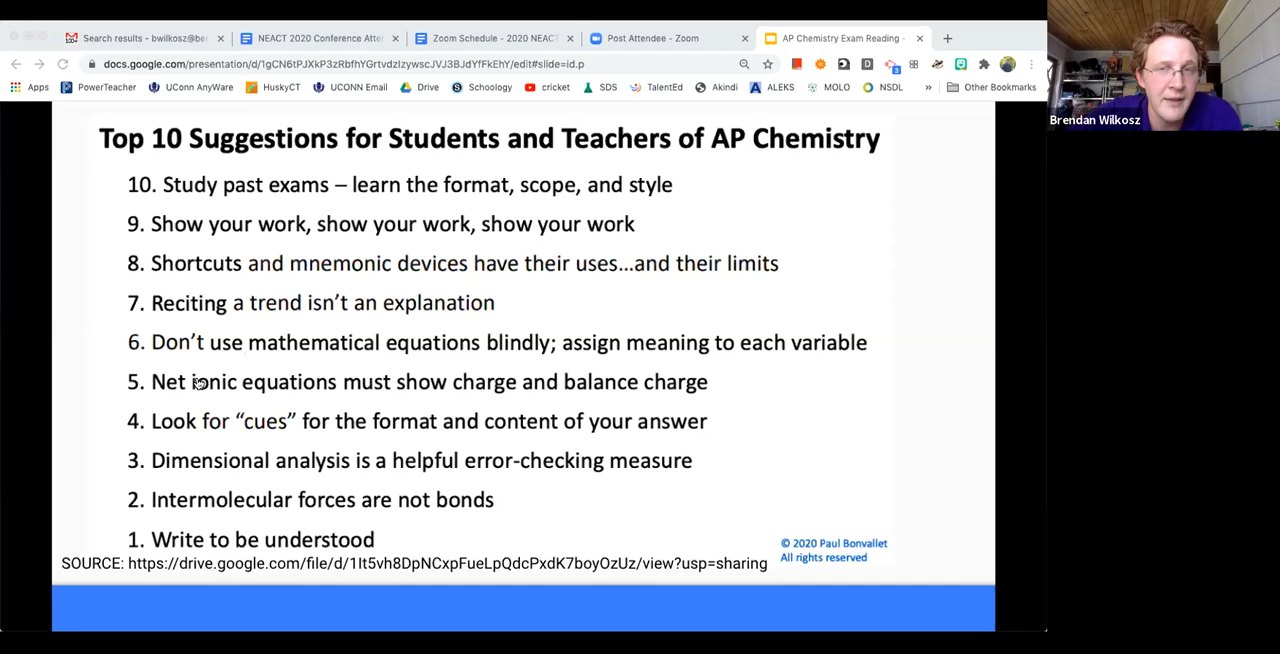 Search results - bwilkosz@ber
NEACT 2020 Conference Atter
Zoom Schedule - 2020 NEACT
Post Attendee - Zoom
AP Chemistry Exam Reading -
docs.google.com/presentation/d/1gCN6tPJXkP3zRbfhYGrtvdzIzywscJVJ3BJdYfFkEhY/edit#slide=id.p
3
Apps PowerTeacher UConn AnyWare HuskyCT UCONN Email Drive Schoology cricket SDS TalentEd Akindi ALEKS MOLO NSDL » Other Bookmarks
Brendan Wilkosz
Top 10 Suggestions for Students and Teachers of AP Chemistry
10. Study past exams – learn the format, scope, and style
9. Show your work, show your work, show your work
8. Shortcuts and mnemonic devices have their uses…and their limits
7. Reciting a trend isn’t an explanation
6. Don’t use mathematical equations blindly; assign meaning to each variable
5. Net ionic equations must show charge and balance charge
4. Look for “cues” for the format and content of your answer
3. Dimensional analysis is a helpful error-checking measure
2. Intermolecular forces are not bonds
1. Write to be understood
© 2020 Paul Bonvallet
All rights reserved
SOURCE: https://drive.google.com/file/d/1It5vh8DpNCxpFueLpQdcPxdK7boyOzUz/view?usp=sharing